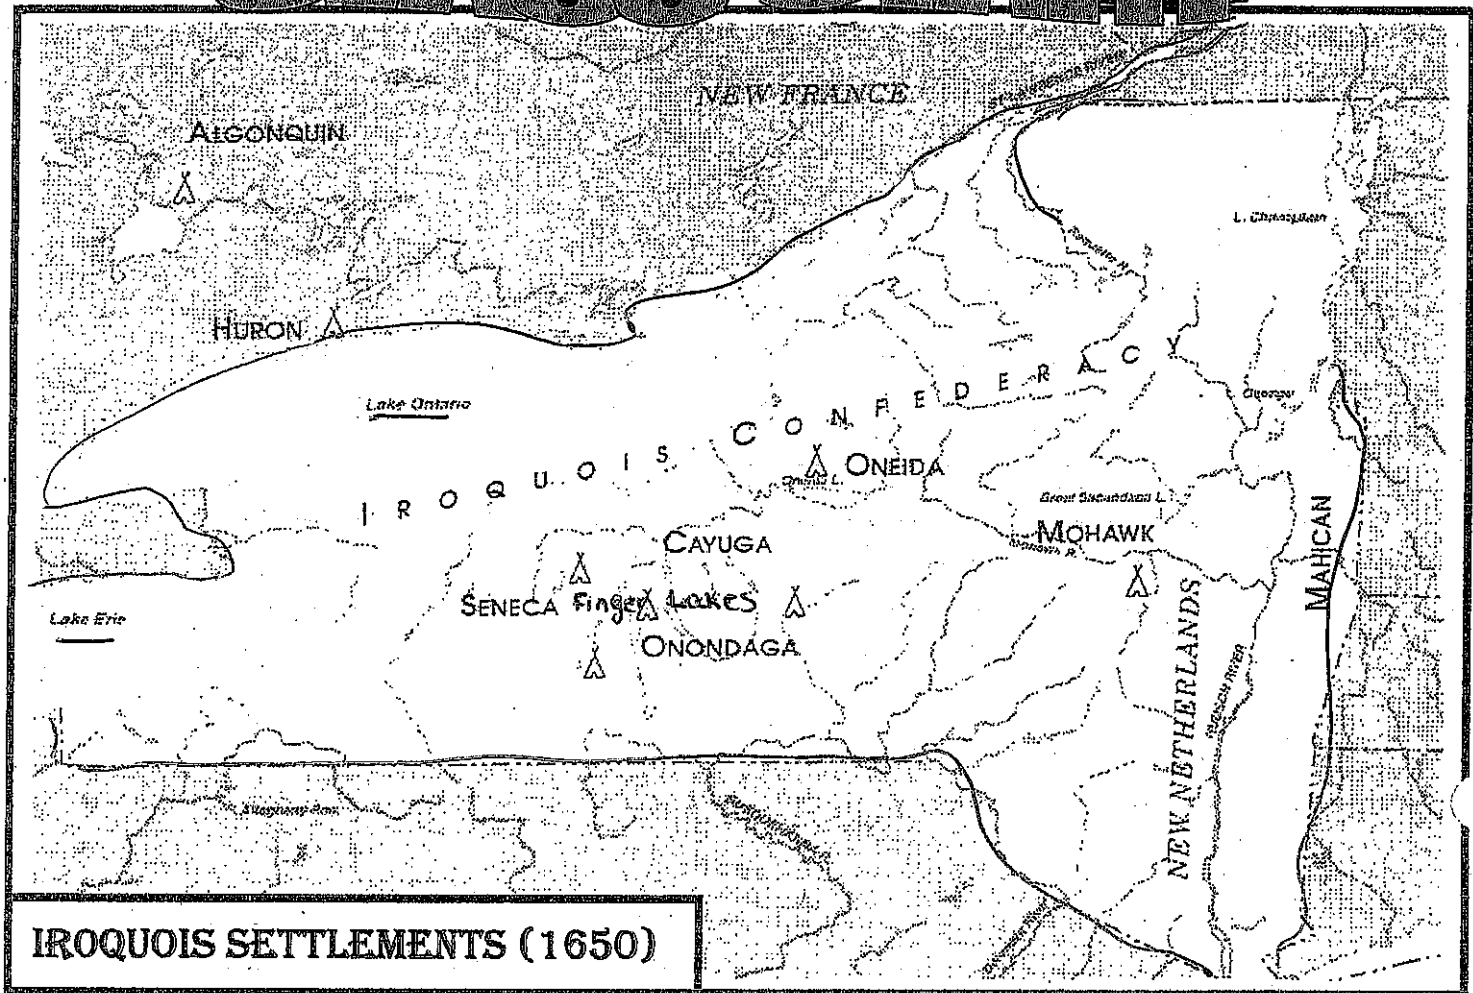 NEW FRANCE
ALGONQUIN
L. Champlain
HURON
Lake Ontario
IROQUOIS CONFEDERACY
ONEIDA
Oneida L.
Great Sacandaga L.
MOHAWK
Mohawk R.
MAHICAN
CAYUGA
SENECA Finger Lakes
ONONDAGA
Lake Erie
NEW NETHERLANDS
HUDSON RIVER
IROQUOIS SETTLEMENTS (1650)